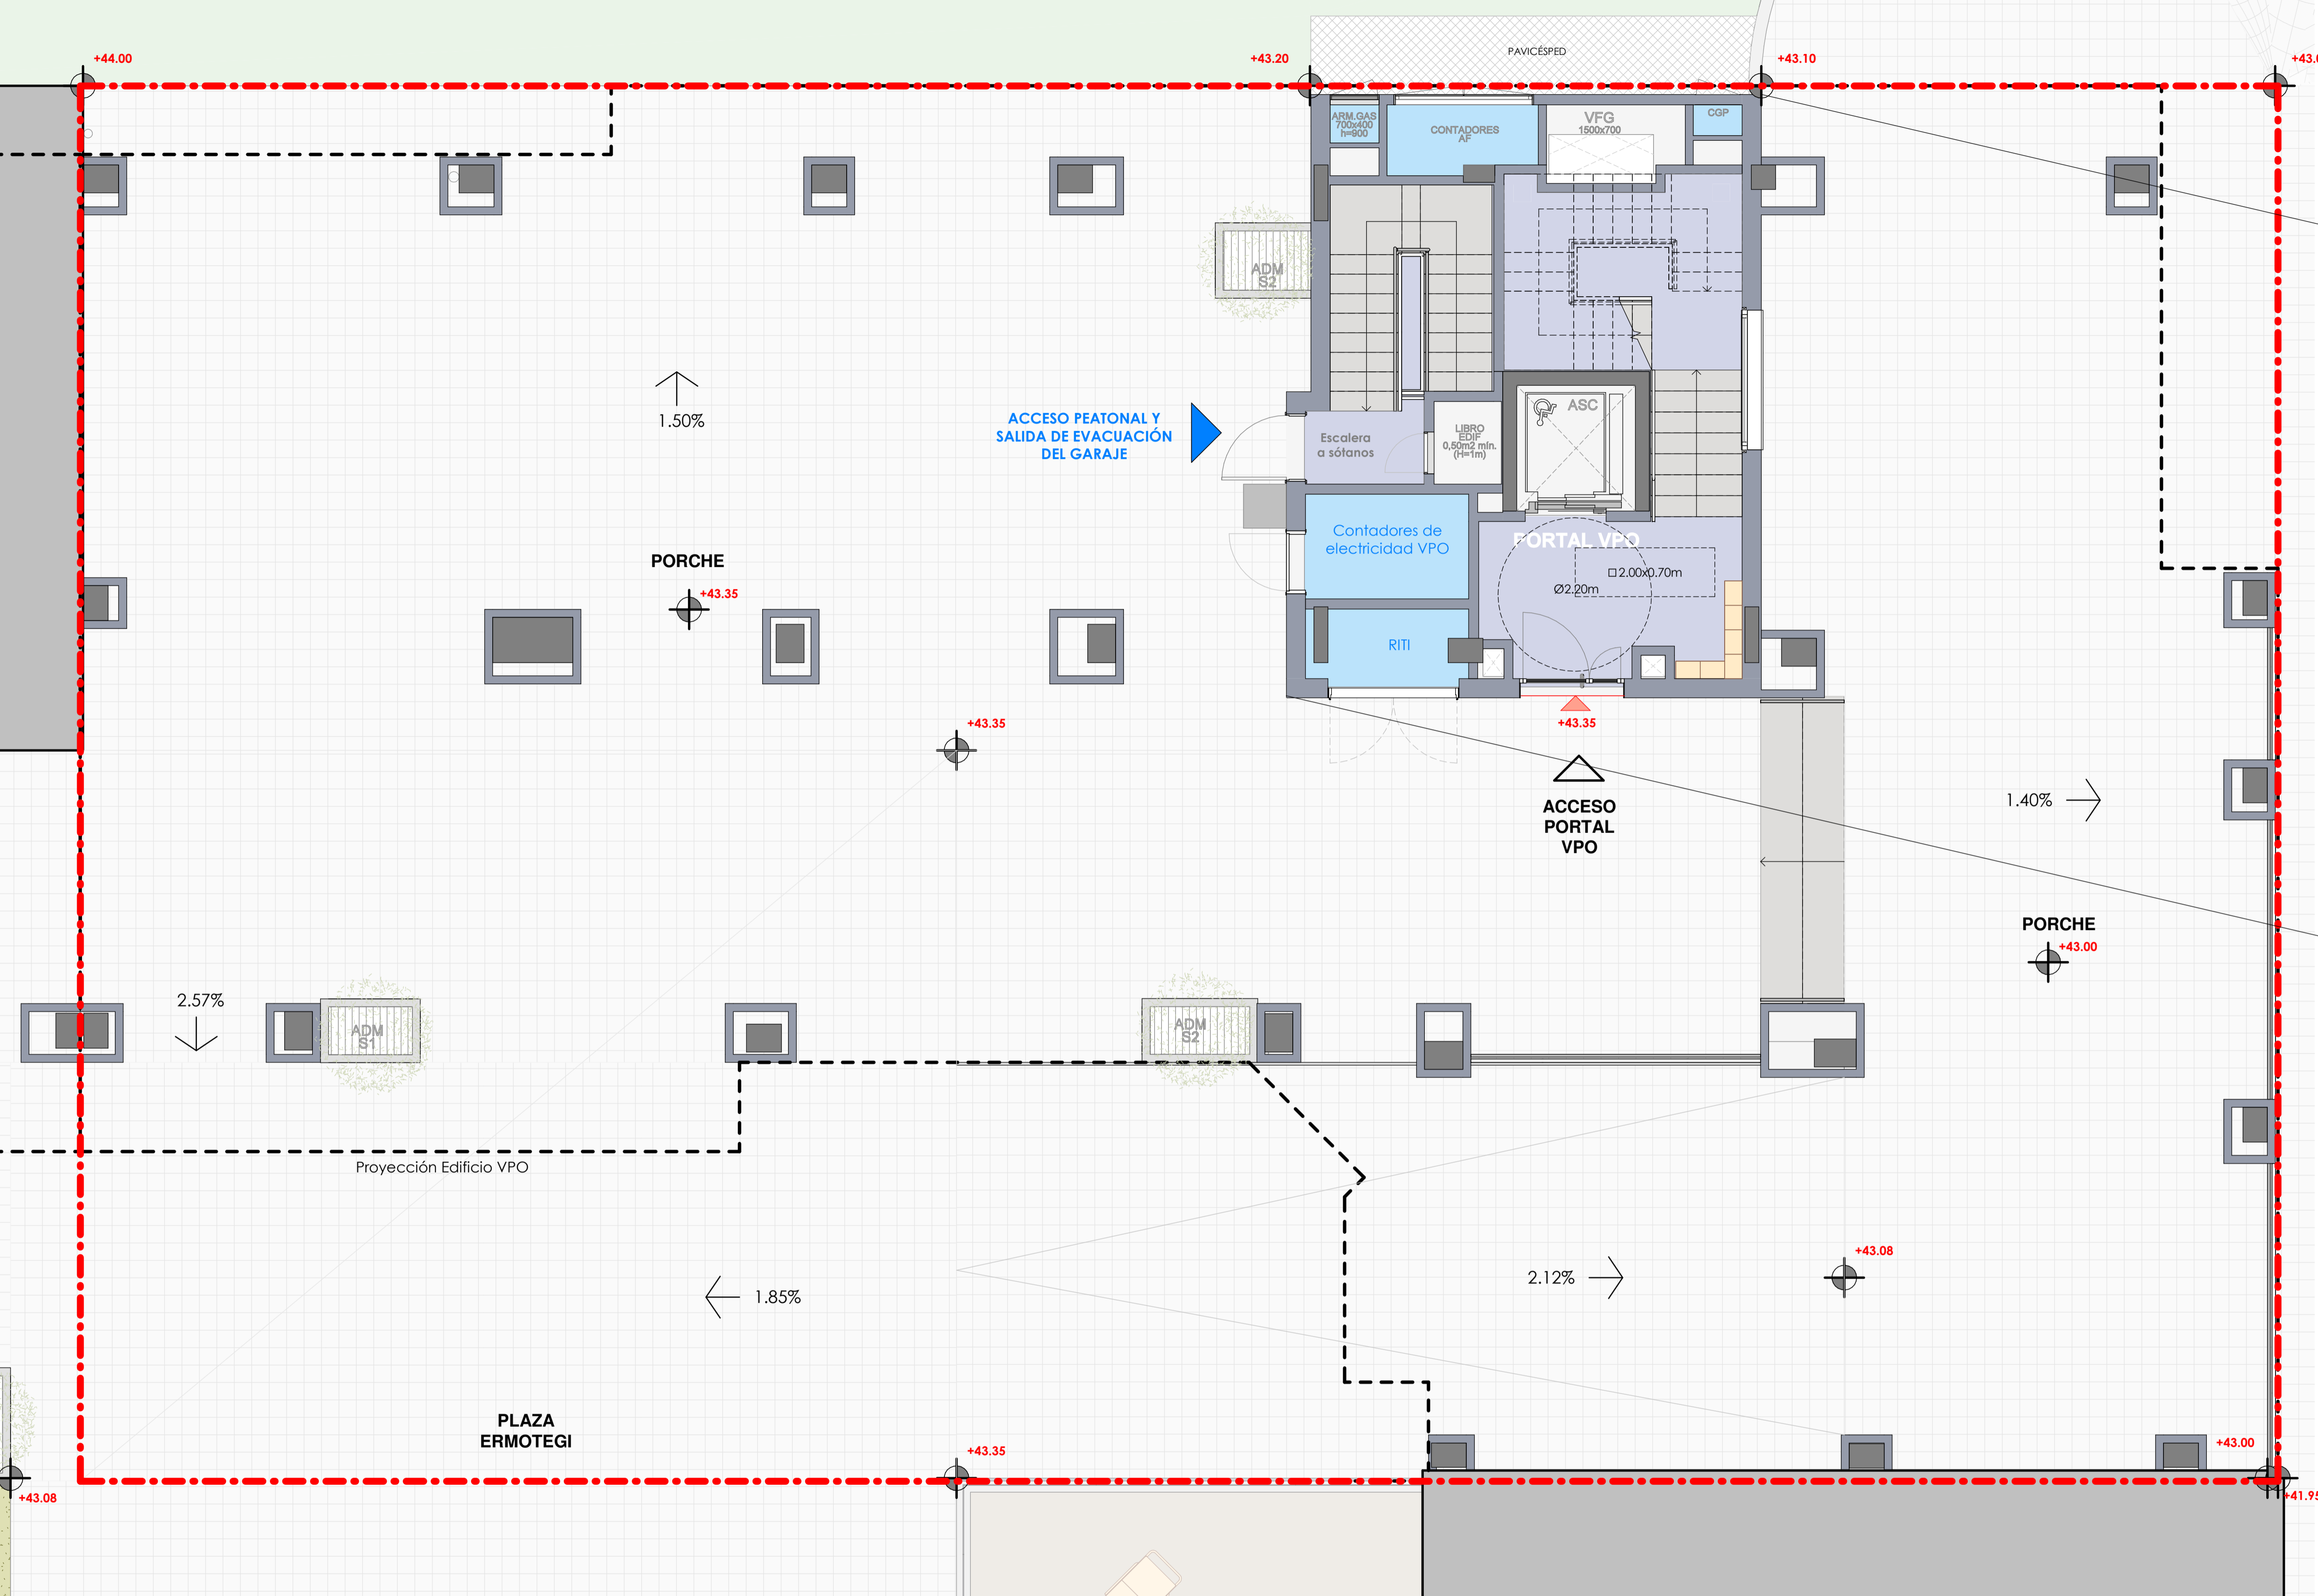 PAVICÉSPED
+44.00
+43.20
+43.10
ARM.GAS
700x400
h=900
CONTADORES
AF
VFG
1500x700
CGP
ADM
S2
1.50%
ACCESO PEATONAL Y
SALIDA DE EVACUACIÓN
DEL GARAJE
Escalera
a sótanos
LIBRO
EDIF
0,50m2 mín.
(H=1m)
ASC
Contadores de
electricidad VPO
PORTAL VPO
2.00x0.70m
Ø2.20m
PORCHE
+43.35
RITI
+43.35
+43.35
ACCESO
PORTAL
VPO
1.40%
PORCHE
+43.00
2.57%
ADM
S1
ADM
S2
Proyección Edificio VPO
+43.08
2.12%
1.85%
PLAZA
ERMOTEGI
+43.35
+43.00
+43.08
+41.95